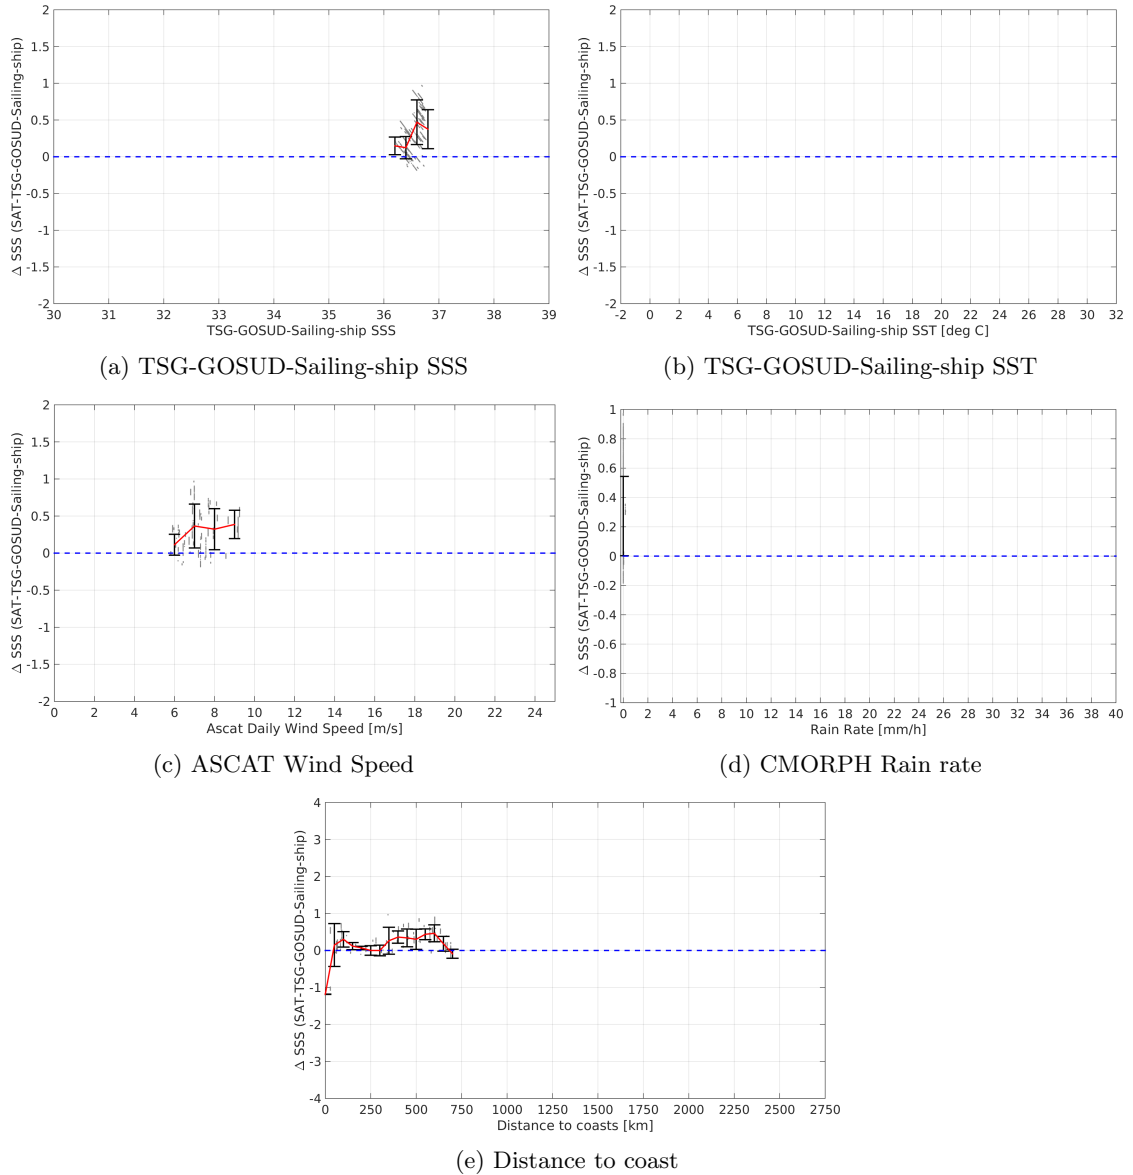 2
1.5
1
0.5
0
-0.5
-1
-1.5
-2
Δ SSS (SAT-TSG-GOSUD-Sailing-ship)
30 31 32 33 34 35 36 37 38 39
TSG-GOSUD-Sailing-ship SSS
(a) TSG-GOSUD-Sailing-ship SSS
2
1.5
1
0.5
0
-0.5
-1
-1.5
-2
Δ SSS (SAT-TSG-GOSUD-Sailing-ship)
-2 0 2 4 6 8 10 12 14 16 18 20 22 24 26 28 30 32
TSG-GOSUD-Sailing-ship SST [deg C]
(b) TSG-GOSUD-Sailing-ship SST
2
1.5
1
0.5
0
-0.5
-1
-1.5
-2
Δ SSS (SAT-TSG-GOSUD-Sailing-ship)
0 2 4 6 8 10 12 14 16 18 20 22 24
Ascat Daily Wind Speed [m/s]
(c) ASCAT Wind Speed
1
0.8
0.6
0.4
0.2
0
-0.2
-0.4
-0.6
-0.8
-1
Δ SSS (SAT-TSG-GOSUD-Sailing-ship)
0 2 4 6 8 10 12 14 16 18 20 22 24 26 28 30 32 34 36 38 40
Rain Rate [mm/h]
(d) CMORPH Rain rate
4
3
2
1
0
-1
-2
-3
-4
Δ SSS (SAT-TSG-GOSUD-Sailing-ship)
0 250 500 750 1000 1250 1500 1750 2000 2250 2500 2750
Distance to coasts [km]
(e) Distance to coast